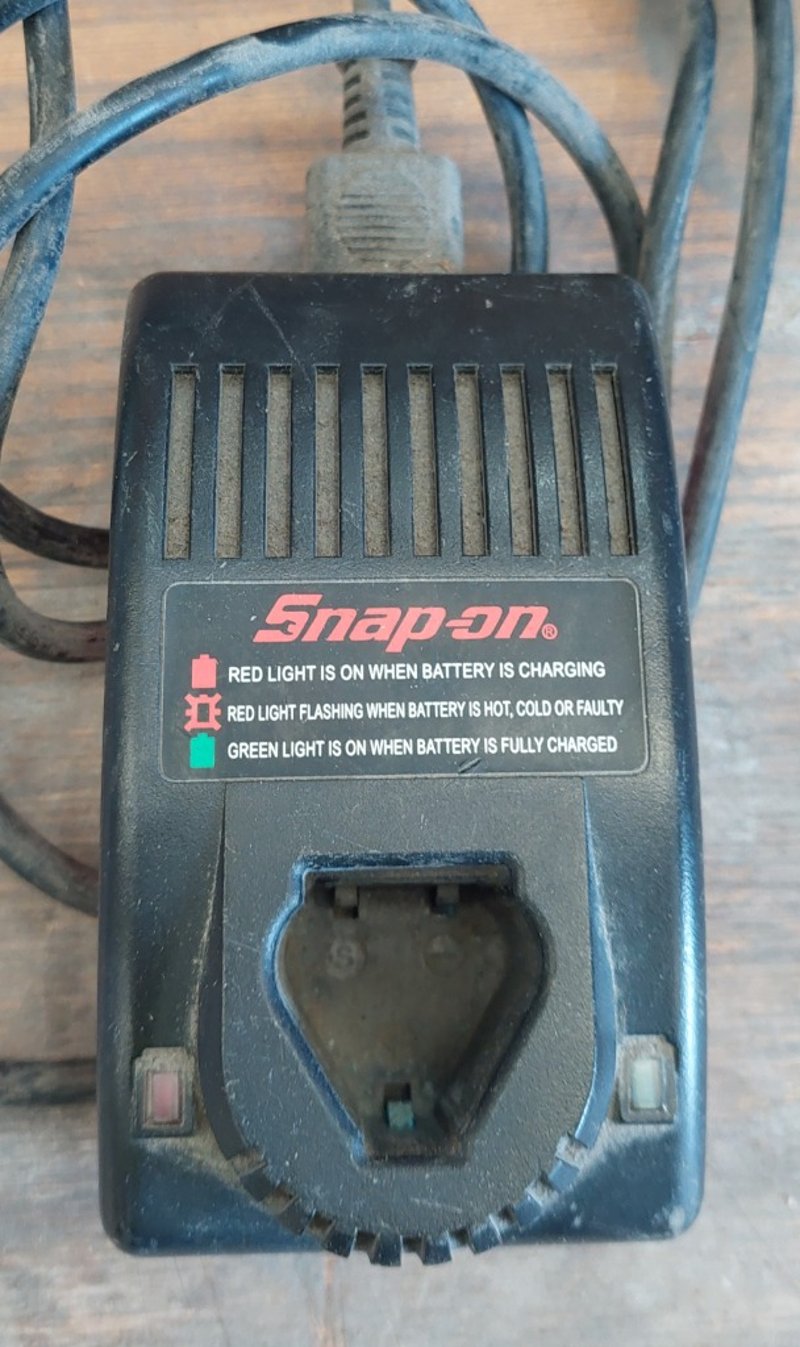 Snap-on®
RED LIGHT IS ON WHEN BATTERY IS CHARGING
RED LIGHT FLASHING WHEN BATTERY IS HOT, COLD OR FAULTY
GREEN LIGHT IS ON WHEN BATTERY IS FULLY CHARGED